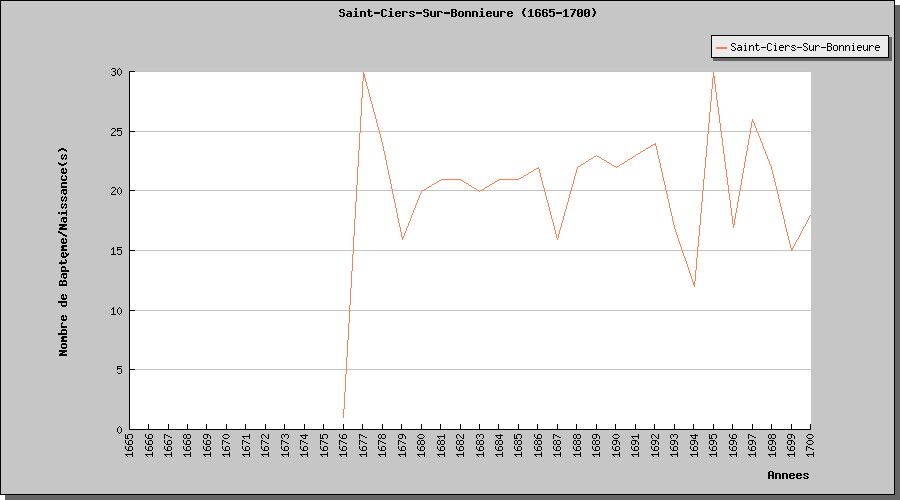 Saint-Ciers-Sur-Bonnieure (1665-1700)
Saint-Ciers-Sur-Bonnieure
Nombre de Baptęme/Naissance(s)
30
25
20
15
10
5
0
1665 1666 1667 1668 1669 1670 1671 1672 1673 1674 1675 1676 1677 1678 1679 1680 1681 1682 1683 1684 1685 1686 1687 1688 1689 1690 1691 1692 1693 1694 1695 1696 1697 1698 1699 1700
Annees